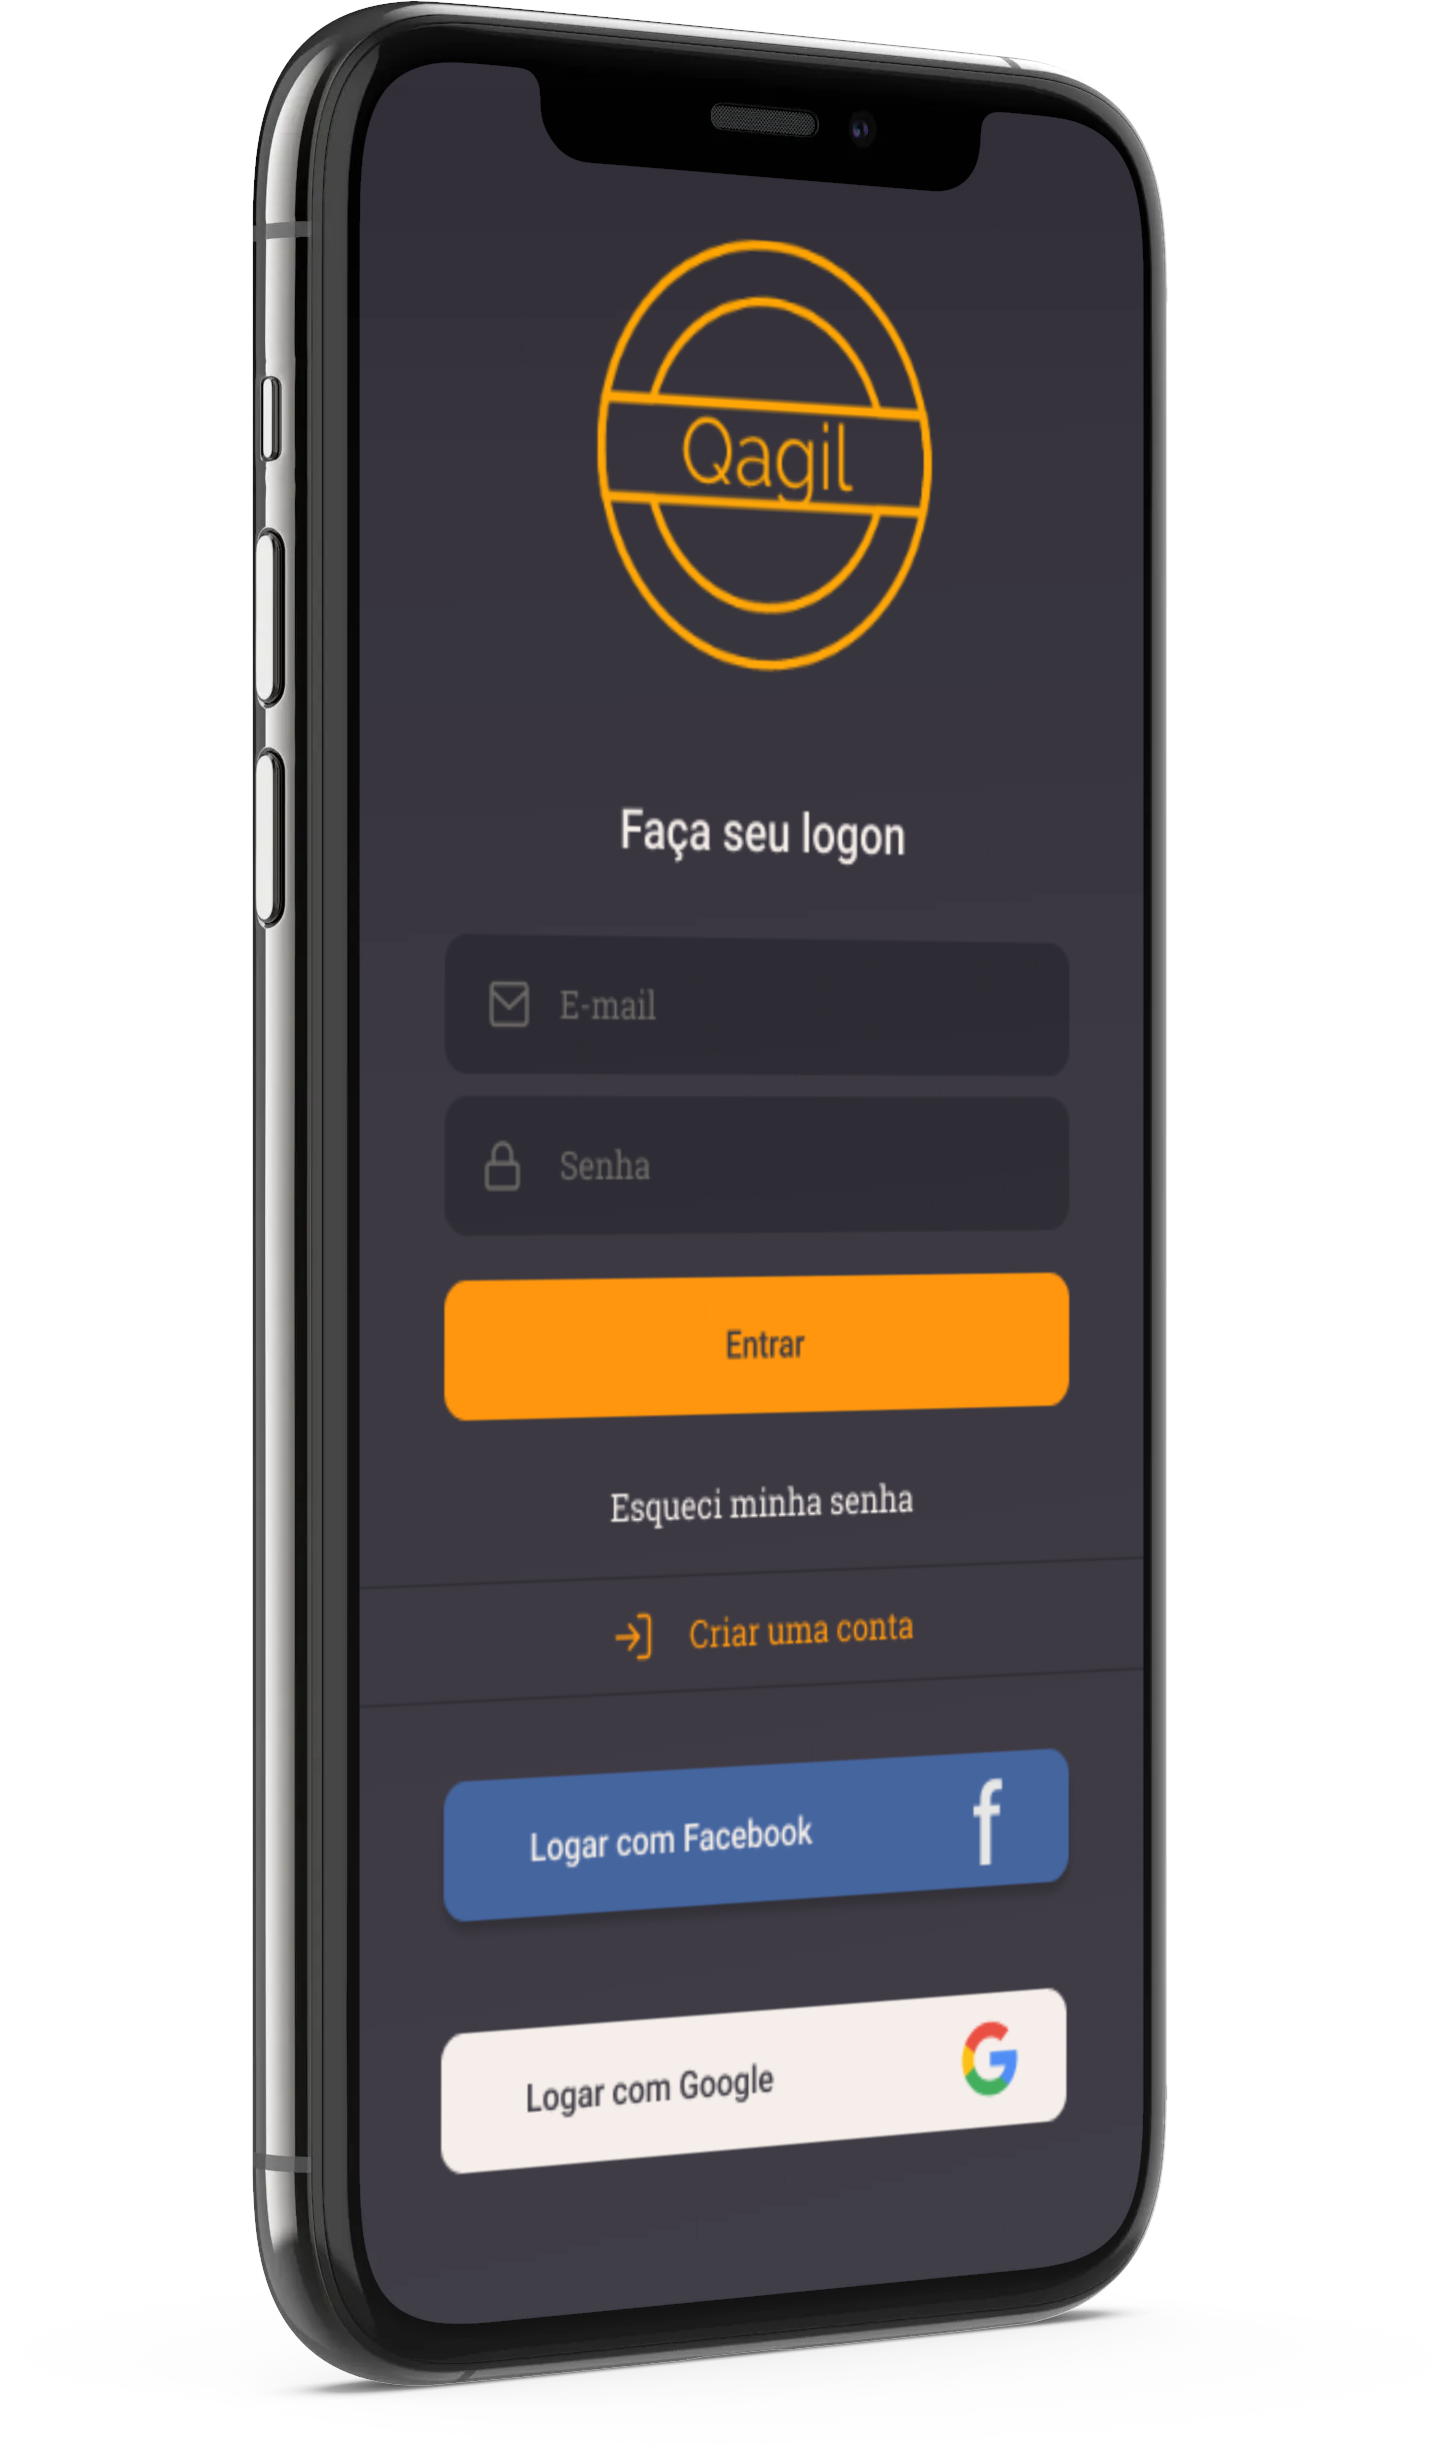 Qagil
Faça seu logon
E-mail
Senha
Entrar
Esqueci minha senha
Criar uma conta
Logar com Facebook
Logar com Google